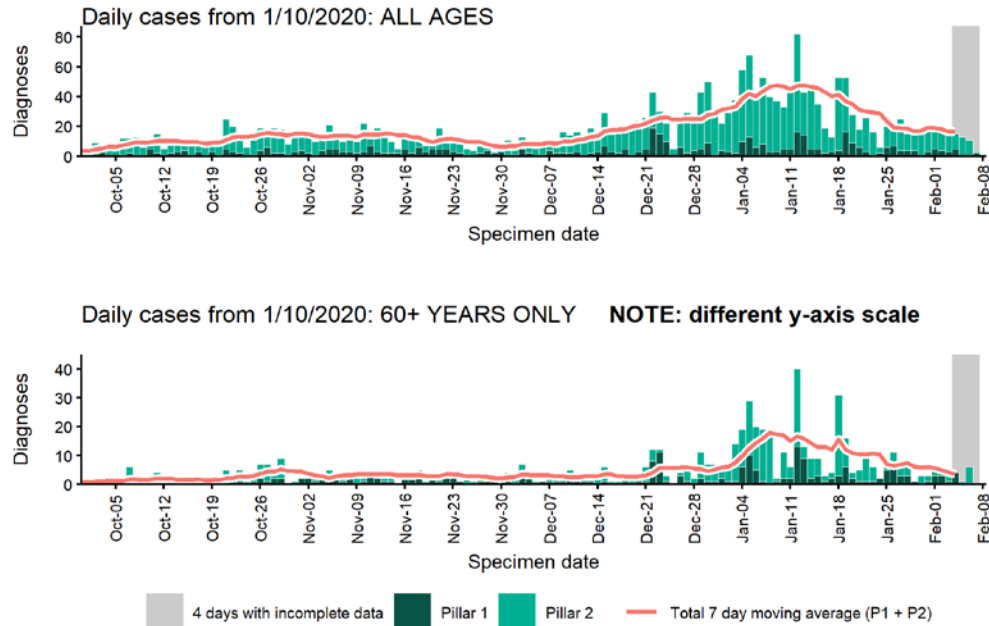 Daily cases from 1/10/2020: ALL AGES
80
60
40
20
0
Diagnoses
Oct-05 Oct-12 Oct-19 Oct-26 Nov-02 Nov-09 Nov-16 Nov-23 Nov-30 Dec-07 Dec-14 Dec-21 Dec-28 Jan-04 Jan-11 Jan-18 Jan-25 Feb-01 Feb-08
Specimen date
Daily cases from 1/10/2020: 60+ YEARS ONLY NOTE: different y-axis scale
40
30
20
10
0
Diagnoses
Oct-05 Oct-12 Oct-19 Oct-26 Nov-02 Nov-09 Nov-16 Nov-23 Nov-30 Dec-07 Dec-14 Dec-21 Dec-28 Jan-04 Jan-11 Jan-18 Jan-25 Feb-01 Feb-08
Specimen date
4 days with incomplete data Pillar 1 Pillar 2 Total 7 day moving average (P1 + P2)